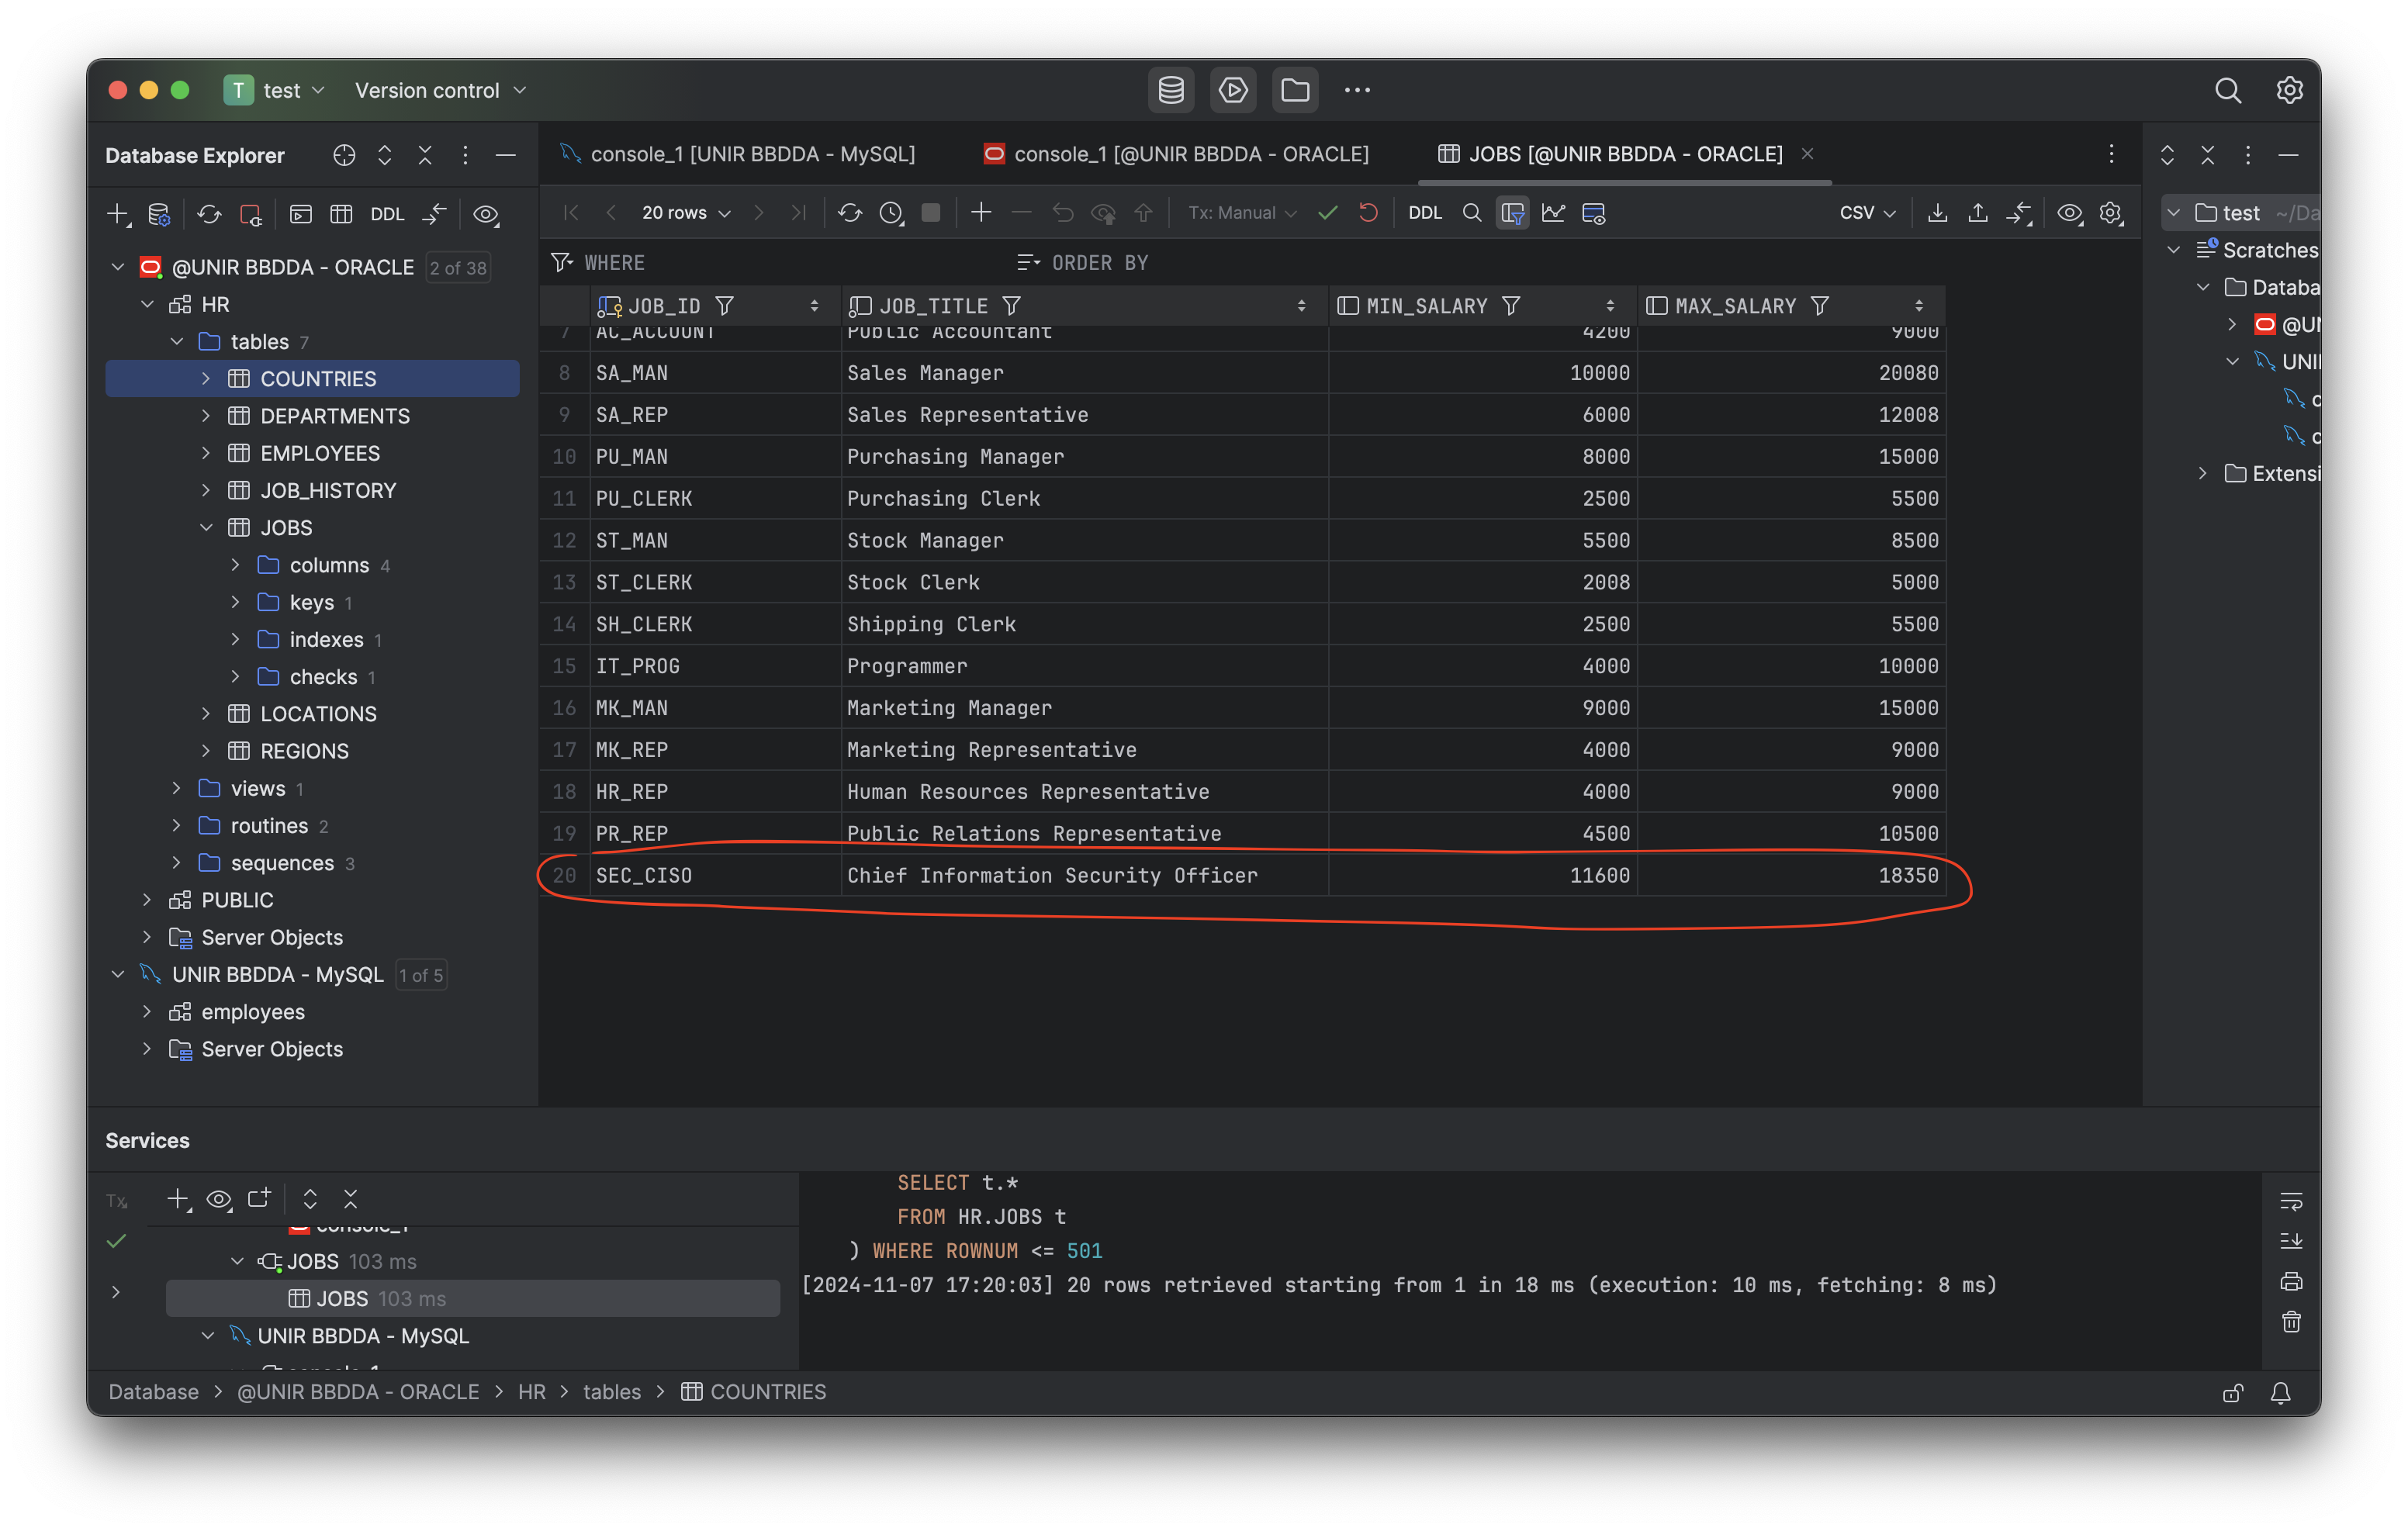 T test Version control
Database Explorer
console_1 [UNIR BBDDA - MySQL] console_1 [@UNIR BBDDA - ORACLE] JOBS [@UNIR BBDDA - ORACLE]
DDL
20 rows Tx: Manual DDL CSV
WHERE ORDER BY
@UNIR BBDDA - ORACLE 2 of 38
HR
tables 7
COUNTRIES
DEPARTMENTS
EMPLOYEES
JOB_HISTORY
JOBS
columns 4
keys 1
indexes 1
checks 1
LOCATIONS
REGIONS
views 1
routines 2
sequences 3
PUBLIC
Server Objects
UNIR BBDDA - MySQL 1 of 5
employees
Server Objects
JOB_ID JOB_TITLE MIN_SALARY MAX_SALARY
7 AC_ACCOUNT Public Accountant 4200 9000
8 SA_MAN Sales Manager 10000 20080
9 SA_REP Sales Representative 6000 12008
10 PU_MAN Purchasing Manager 8000 15000
11 PU_CLERK Purchasing Clerk 2500 5500
12 ST_MAN Stock Manager 5500 8500
13 ST_CLERK Stock Clerk 2008 5000
14 SH_CLERK Shipping Clerk 2500 5500
15 IT_PROG Programmer 4000 10000
16 MK_MAN Marketing Manager 9000 15000
17 MK_REP Marketing Representative 4000 9000
18 HR_REP Human Resources Representative 4000 9000
19 PR_REP Public Relations Representative 4500 10500
20 SEC_CISO Chief Information Security Officer 11600 18350
test ~/Da
Scratches
Databa
@UN
UNI
c
c
Extensi
Services
Tx
console_1
JOBS 103 ms
JOBS 103 ms
UNIR BBDDA - MySQL
console_1
SELECT t.*
FROM HR.JOBS t
) WHERE ROWNUM <= 501
[2024-11-07 17:20:03] 20 rows retrieved starting from 1 in 18 ms (execution: 10 ms, fetching: 8 ms)
Database > @UNIR BBDDA - ORACLE > HR > tables > COUNTRIES